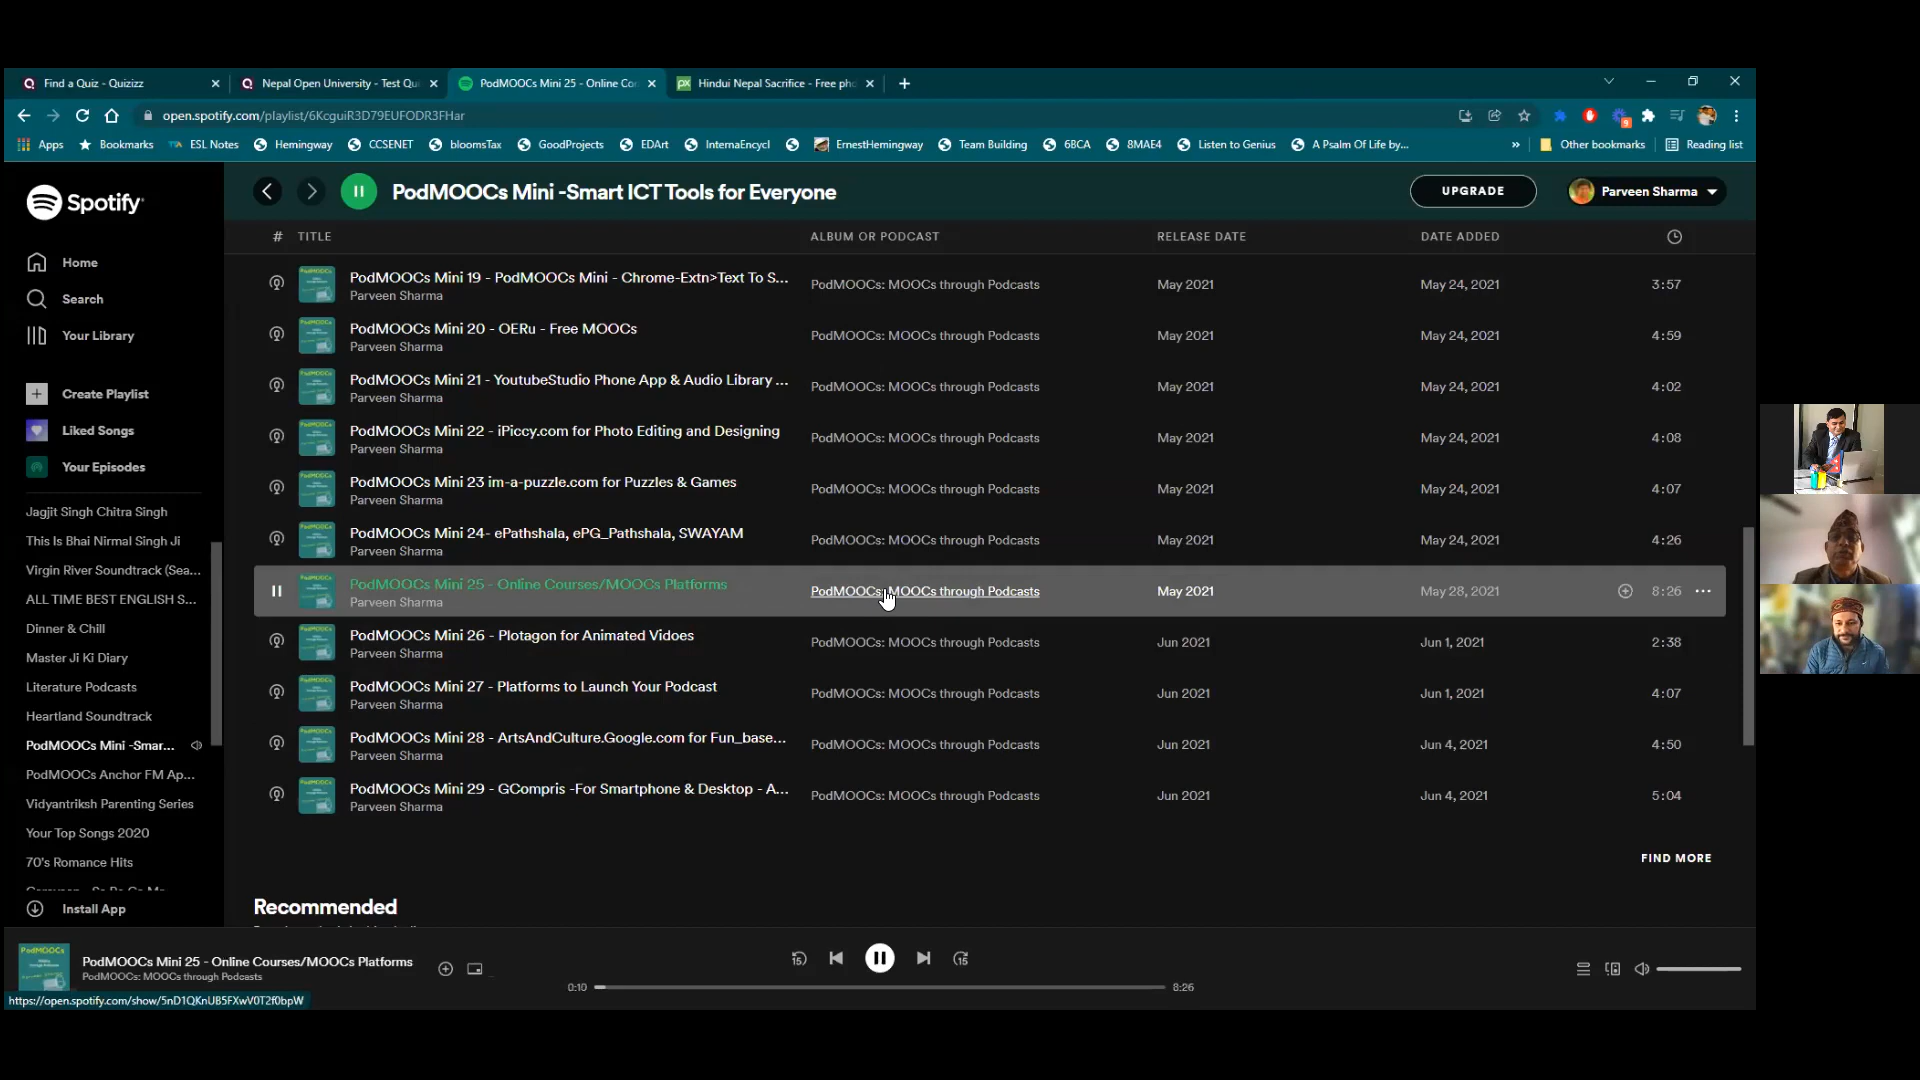 Find a Quiz - Quizizz
Nepal Open University - Test Qu
PodMOOCs Mini 25 - Online Co
Hindui Nepal Sacrifice - Free pho
open.spotify.com/playlist/6KcguiR3D79EUFODR3FHar
9
Apps
Bookmarks
ESL Notes
Hemingway
CCSENET
bloomsTax
GoodProjects
EDArt
InternaEncycl
ErnestHemingway
Team Building
6BCA
8MAE4
Listen to Genius
A Psalm Of Life by...
»
Other bookmarks
Reading list
Spotify
PodMOOCs Mini -Smart ICT Tools for Everyone
UPGRADE
Parveen Sharma
Home
Search
Your Library
Create Playlist
Liked Songs
Your Episodes
Jagjit Singh Chitra Singh
This Is Bhai Nirmal Singh Ji
Virgin River Soundtrack (Sea...
ALL TIME BEST ENGLISH S...
Dinner & Chill
Master Ji Ki Diary
Literature Podcasts
Heartland Soundtrack
PodMOOCs Mini -Smar...
PodMOOCs Anchor FM Ap...
Vidyantriksh Parenting Series
Your Top Songs 2020
70's Romance Hits
Install App
# TITLE ALBUM OR PODCAST RELEASE DATE DATE ADDED
PodMOOCs Mini 19 - PodMOOCs Mini - Chrome-Extn>Text To S...
Parveen Sharma
PodMOOCs: MOOCs through Podcasts May 2021 May 24, 2021 3:57
PodMOOCs Mini 20 - OERu - Free MOOCs
Parveen Sharma
PodMOOCs: MOOCs through Podcasts May 2021 May 24, 2021 4:59
PodMOOCs Mini 21 - YoutubeStudio Phone App & Audio Library ...
Parveen Sharma
PodMOOCs: MOOCs through Podcasts May 2021 May 24, 2021 4:02
PodMOOCs Mini 22 - iPiccy.com for Photo Editing and Designing
Parveen Sharma
PodMOOCs: MOOCs through Podcasts May 2021 May 24, 2021 4:08
PodMOOCs Mini 23 im-a-puzzle.com for Puzzles & Games
Parveen Sharma
PodMOOCs: MOOCs through Podcasts May 2021 May 24, 2021 4:07
PodMOOCs Mini 24- ePathshala, ePG_Pathshala, SWAYAM
Parveen Sharma
PodMOOCs: MOOCs through Podcasts May 2021 May 24, 2021 4:26
PodMOOCs Mini 25 - Online Courses/MOOCs Platforms
Parveen Sharma
PodMOOCs: MOOCs through Podcasts May 2021 May 28, 2021 8:26
PodMOOCs Mini 26 - Plotagon for Animated Vidoes
Parveen Sharma
PodMOOCs: MOOCs through Podcasts Jun 2021 Jun 1, 2021 2:38
PodMOOCs Mini 27 - Platforms to Launch Your Podcast
Parveen Sharma
PodMOOCs: MOOCs through Podcasts Jun 2021 Jun 1, 2021 4:07
PodMOOCs Mini 28 - ArtsAndCulture.Google.com for Fun_base...
Parveen Sharma
PodMOOCs: MOOCs through Podcasts Jun 2021 Jun 4, 2021 4:50
PodMOOCs Mini 29 - GCompris -For Smartphone & Desktop - A...
Parveen Sharma
PodMOOCs: MOOCs through Podcasts Jun 2021 Jun 4, 2021 5:04
FIND MORE
Recommended
PodMOOCs
PodMOOCs Mini 25 - Online Courses/MOOCs Platforms
PodMOOCs: MOOCs through Podcasts
15
15
0:10
8:26
https://open.spotify.com/show/5nD1QKnUB5FXwV0T2f0bpW